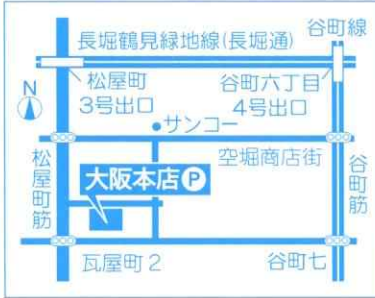 谷町線
長堀鶴見緑地線(長堀通)
N
松屋町
3号出口
谷町六丁目
4号出口
サンコー
空堀商店街
松屋町筋
大阪本店P
谷町筋
瓦屋町2
谷町七